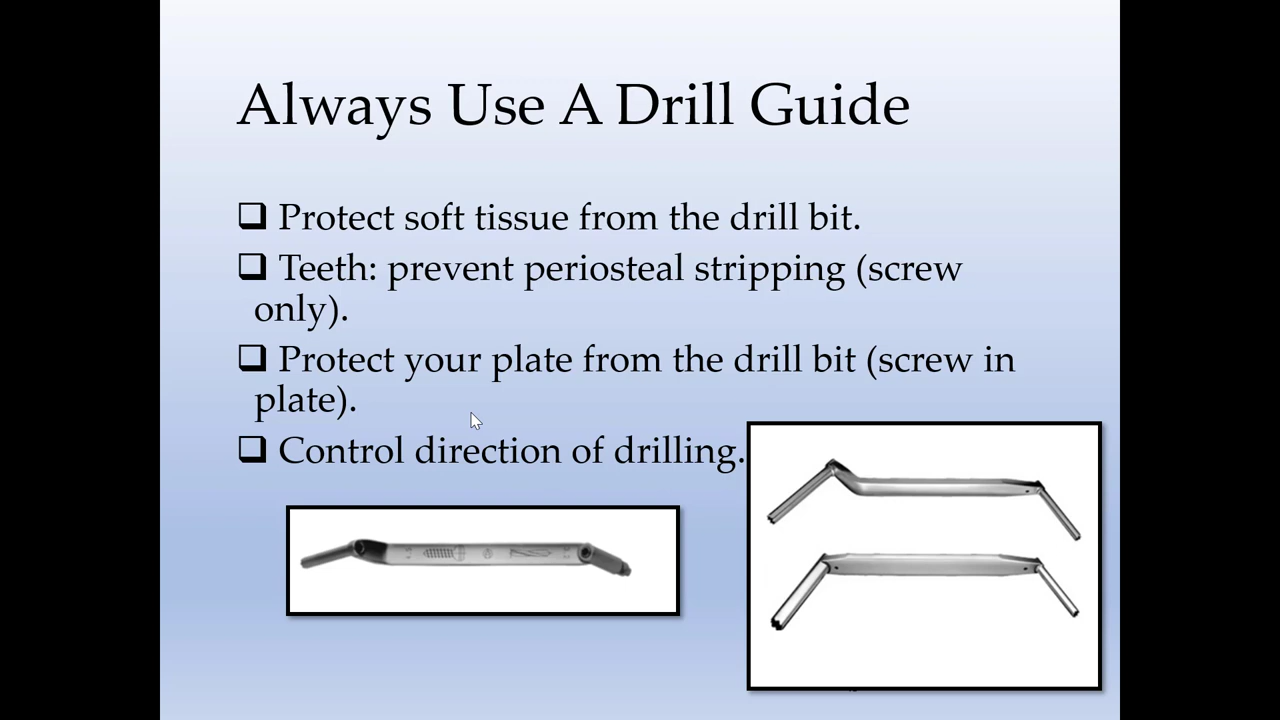 Always Use A Drill Guide
❑ Protect soft tissue from the drill bit.
❑ Teeth: prevent periosteal stripping (screw
only).
❑ Protect your plate from the drill bit (screw in
plate).
❑ Control direction of drilling.